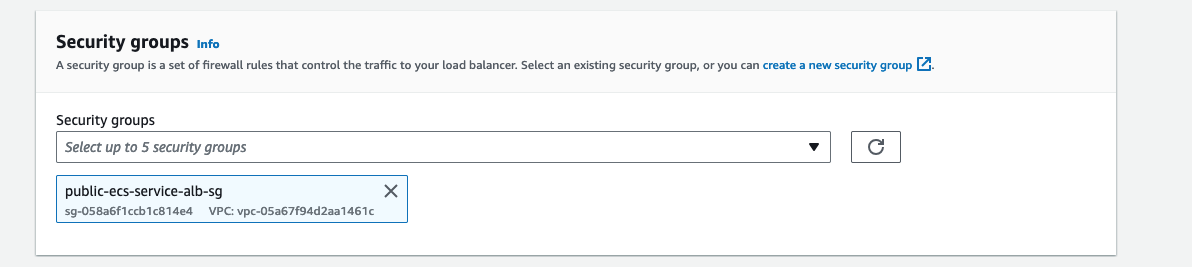 Security groups Info
A security group is a set of firewall rules that control the traffic to your load balancer. Select an existing security group, or you can create a new security group.
Security groups
Select up to 5 security groups
public-ecs-service-alb-sg
sg-058a6f1ccb1c814e4 VPC: vpc-05a67f94d2aa1461c